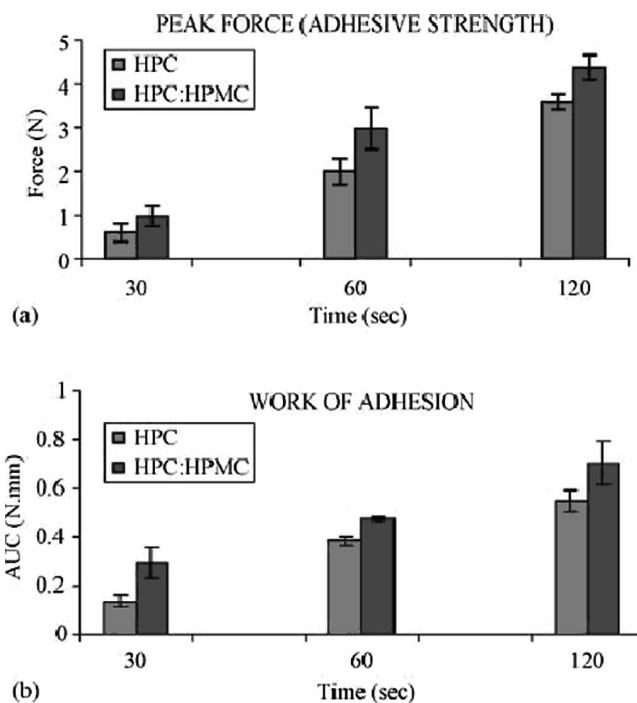 PEAK FORCE (ADHESIVE STRENGTH)
5
HPC
4
HPC:HPMC
3
Force (N)
2
1
0
30 60 120
(a) Time (sec)
1
WORK OF ADHESION
0.8
HPC
HPC:HPMC
0.6
AUC (N.mm)
0.4
0.2
0
30 60 120
(b) Time (sec)